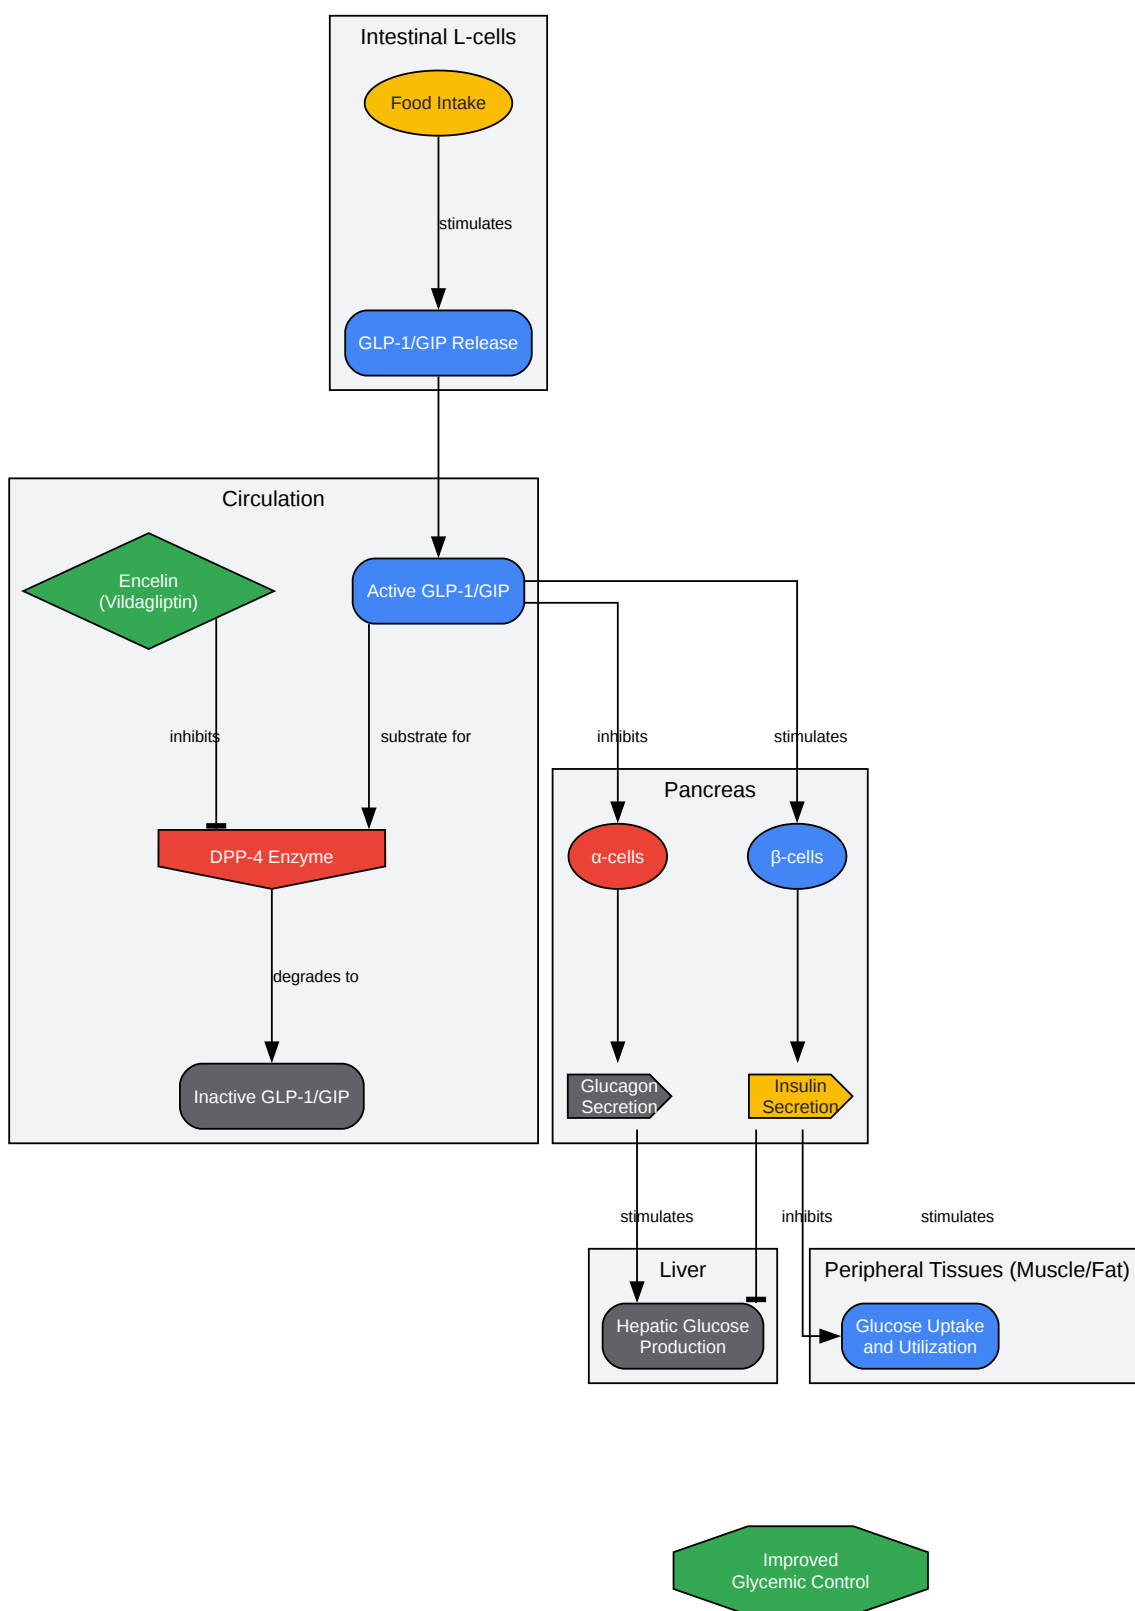 Intestinal L-cells
Food Intake
stimulates
GLP-1/GIP Release
Circulation
Encelin
(Vildagliptin)
Active GLP-1/GIP
inhibits
substrate for
inhibits
stimulates
Pancreas
DPP-4 Enzyme
α-cells
β-cells
degrades to
Inactive GLP-1/GIP
Glucagon
Secretion
Insulin
Secretion
stimulates
inhibits
stimulates
Liver
Peripheral Tissues (Muscle/Fat)
Hepatic Glucose
Production
Glucose Uptake
and Utilization
Improved
Glycemic Control